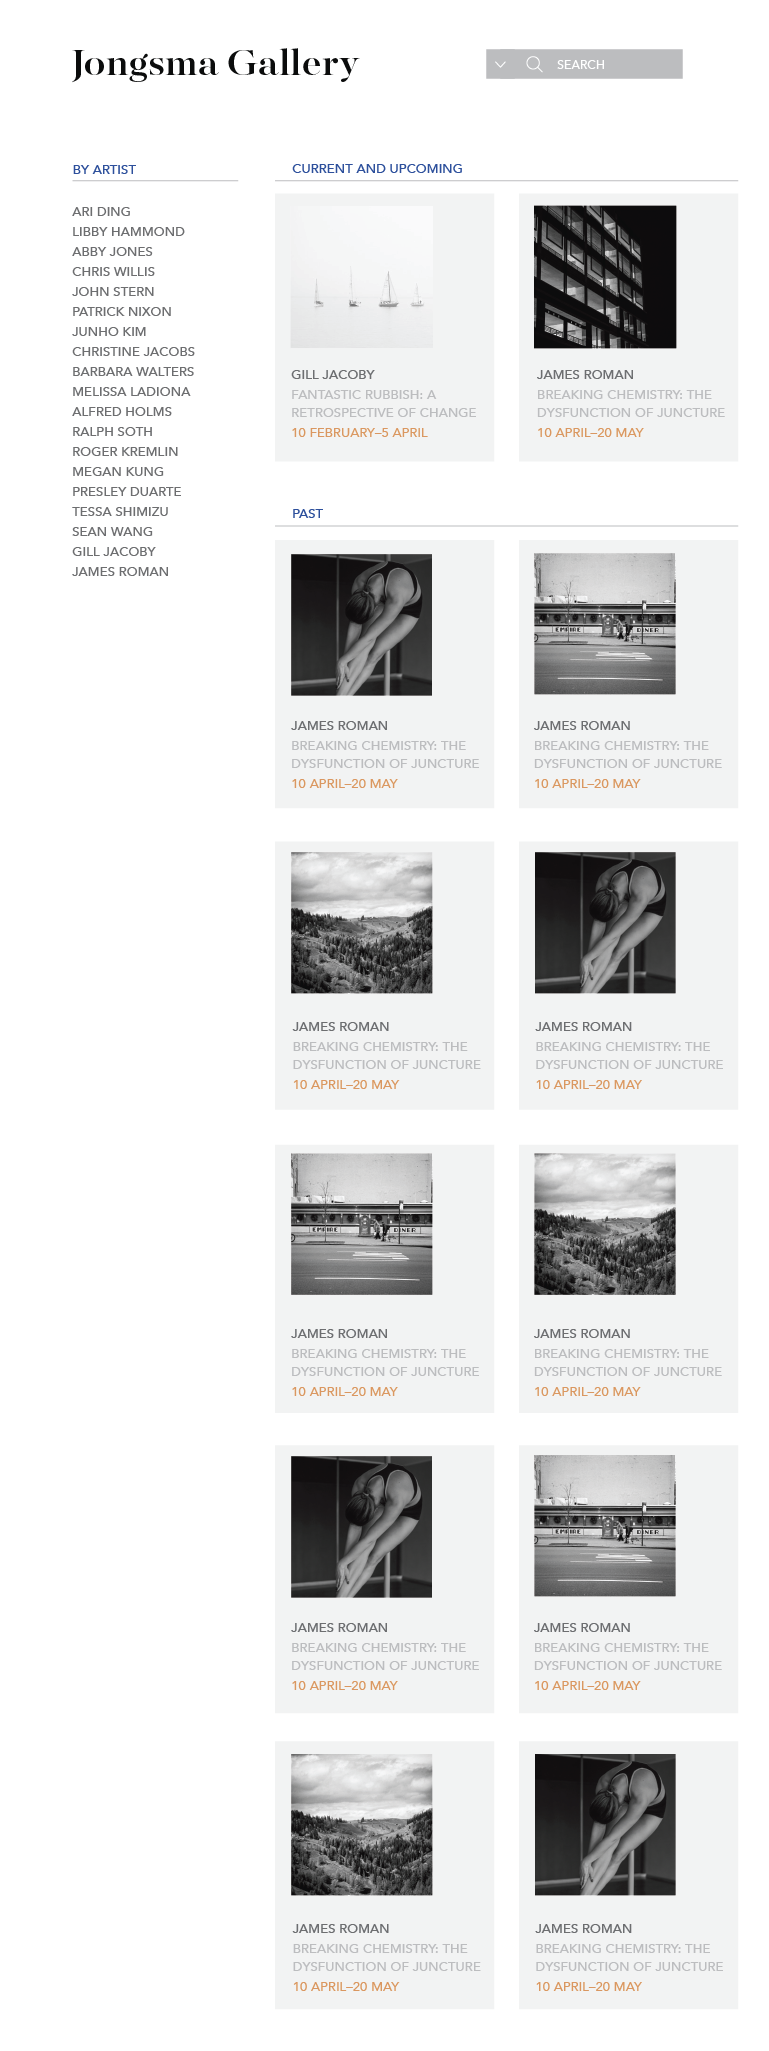 Jongsma Gallery
SEARCH
BY ARTIST
ARI DING
LIBBY HAMMOND
ABBY JONES
CHRIS WILLIS
JOHN STERN
PATRICK NIXON
JUNHO KIM
CHRISTINE JACOBS
BARBARA WALTERS
MELISSA LADIONA
ALFRED HOLMS
RALPH SOTH
ROGER KREMLIN
MEGAN KUNG
PRESLEY DUARTE
TESSA SHIMIZU
SEAN WANG
GILL JACOBY
JAMES ROMAN
CURRENT AND UPCOMING
GILL JACOBY
FANTASTIC RUBBISH: A
RETROSPECTIVE OF CHANGE
10 FEBRUARY–5 APRIL
JAMES ROMAN
BREAKING CHEMISTRY: THE
DYSFUNCTION OF JUNCTURE
10 APRIL–20 MAY
PAST
JAMES ROMAN
BREAKING CHEMISTRY: THE
DYSFUNCTION OF JUNCTURE
10 APRIL–20 MAY
EMPIRE DINER
JAMES ROMAN
BREAKING CHEMISTRY: THE
DYSFUNCTION OF JUNCTURE
10 APRIL–20 MAY
JAMES ROMAN
BREAKING CHEMISTRY: THE
DYSFUNCTION OF JUNCTURE
10 APRIL–20 MAY
JAMES ROMAN
BREAKING CHEMISTRY: THE
DYSFUNCTION OF JUNCTURE
10 APRIL–20 MAY
EMPIRE DINER
JAMES ROMAN
BREAKING CHEMISTRY: THE
DYSFUNCTION OF JUNCTURE
10 APRIL–20 MAY
JAMES ROMAN
BREAKING CHEMISTRY: THE
DYSFUNCTION OF JUNCTURE
10 APRIL–20 MAY
JAMES ROMAN
BREAKING CHEMISTRY: THE
DYSFUNCTION OF JUNCTURE
10 APRIL–20 MAY
EMPIRE DINER
JAMES ROMAN
BREAKING CHEMISTRY: THE
DYSFUNCTION OF JUNCTURE
10 APRIL–20 MAY
JAMES ROMAN
BREAKING CHEMISTRY: THE
DYSFUNCTION OF JUNCTURE
10 APRIL–20 MAY
JAMES ROMAN
BREAKING CHEMISTRY: THE
DYSFUNCTION OF JUNCTURE
10 APRIL–20 MAY